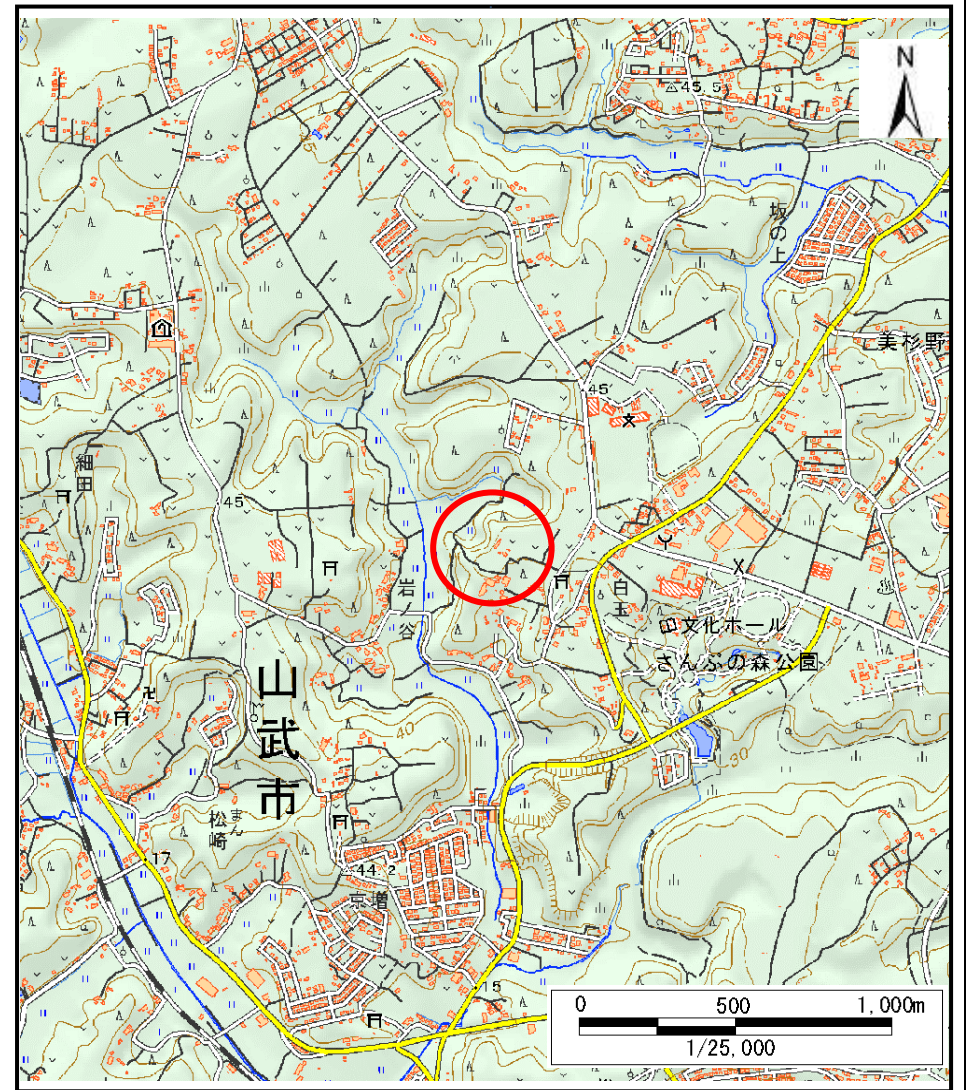 N
45.5
坂の上
美杉野
45
細田
45
岩谷
白玉
文化ホール
さんぶの森公園
山武市
40
30
松崎
まん
17
44.2
京増
15
0 500 1,000m
1/25,000